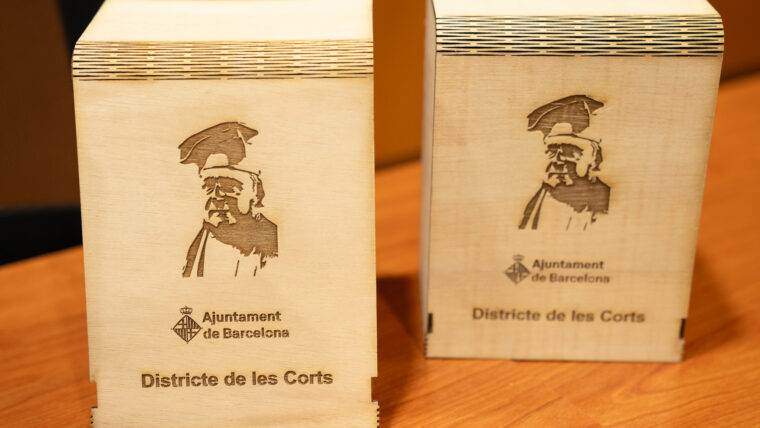 Ajuntament
de Barcelona
Districte de les Corts
Ajuntament
de Barcelona
Districte de les Corts